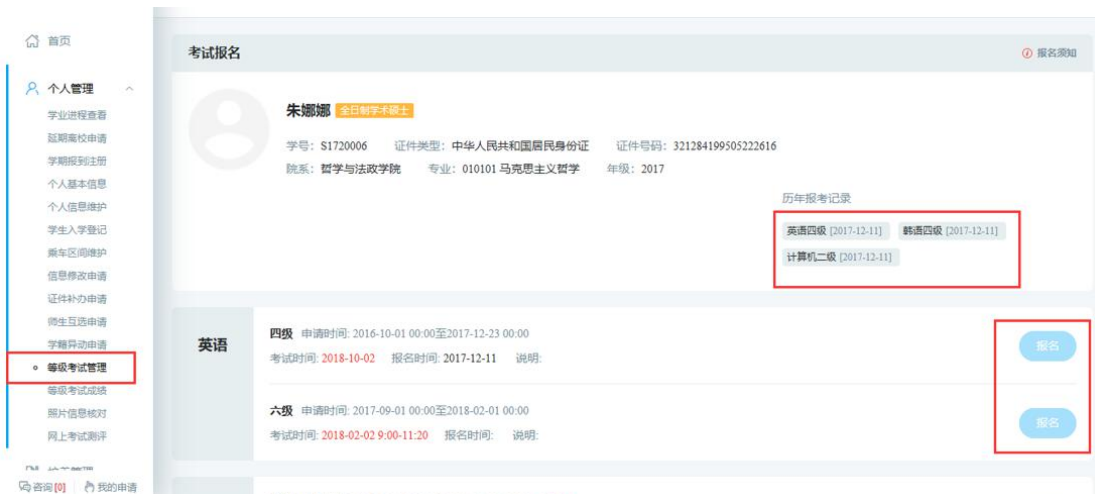 首页
个人管理
学业进程查看
延期离校申请
学期报到注册
个人基本信息
个人信息维护
学生入学登记
乘车区间维护
信息修改申请
证件补办申请
师生互选申请
学籍异动申请
等级考试管理
等级考试成绩
照片信息核对
网上考试测评
咨询[0] 我的申请
考试报名 报名须知
朱娜娜 全日制学术硕士
学号: S1720006 证件类型: 中华人民共和国居民身份证 证件号码: 321284199505222616
院系: 哲学与法政学院 专业: 010101 马克思主义哲学 年级: 2017
历年报考记录
英语四级 [2017-12-11] 韩语四级 [2017-12-11]
计算机二级 [2017-12-11]
英语
四级 申请时间: 2016-10-01 00:00至2017-12-23 00:00
考试时间: 2018-10-02 报名时间: 2017-12-11 说明:
报名
六级 申请时间: 2017-09-01 00:00至2018-02-01 00:00
考试时间: 2018-02-02 9:00-11:20 报名时间: 说明:
报名